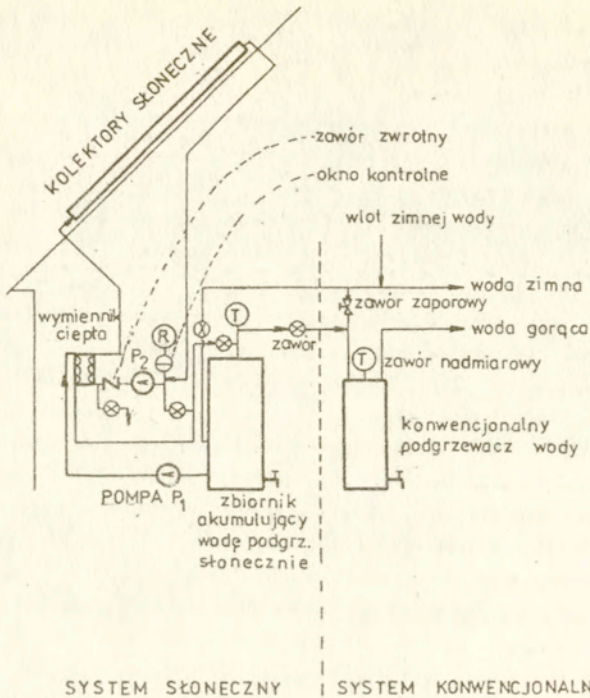 KOLEKTORY SŁONECZNE
zawór zwrotny
okno kontrolne
wlot zimnej wody
woda zimna
wymiennik
ciepła
R
T
zawór zaporowy
woda gorąca
P2
zawór
T
zawór nadmiarowy
konwencjonalny
podgrzewacz wody
POMPA P1
zbiornik
akumulujący
wodę podgrz.
słonecznie
SYSTEM SŁONECZNY
SYSTEM KONWENCJONALN